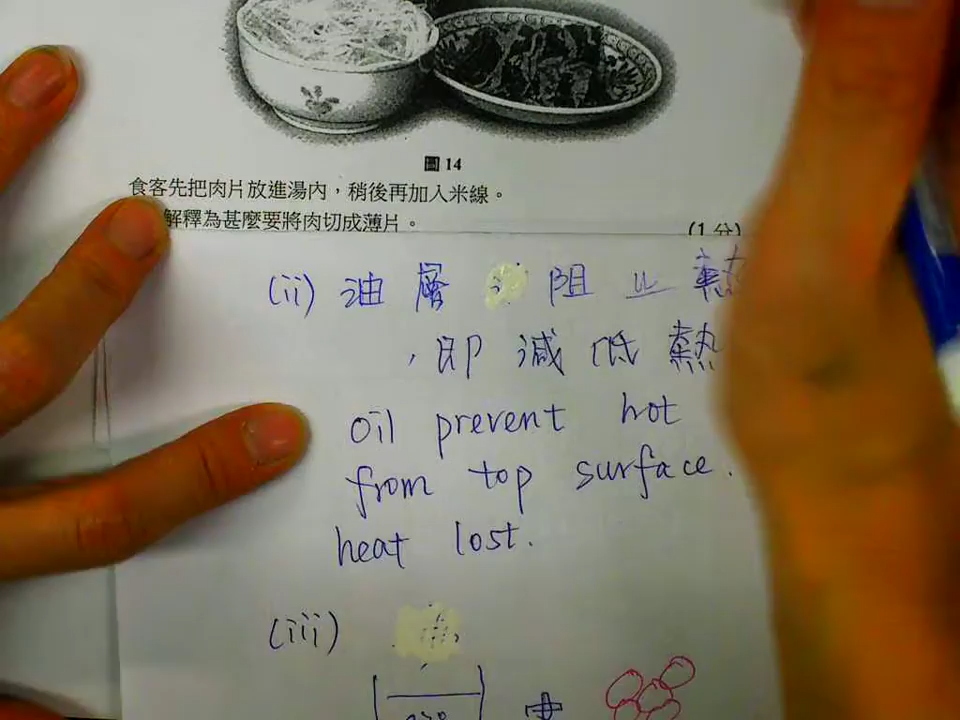 圖 14
食客先把肉片放進湯內，稍後再加入米線。
解釋為甚麼要將肉切成薄片。 (1 分)
(ii) 油層 阻止熱
，即減低熱
oil prevent hot
from top surface.
heat lost.
(iii)